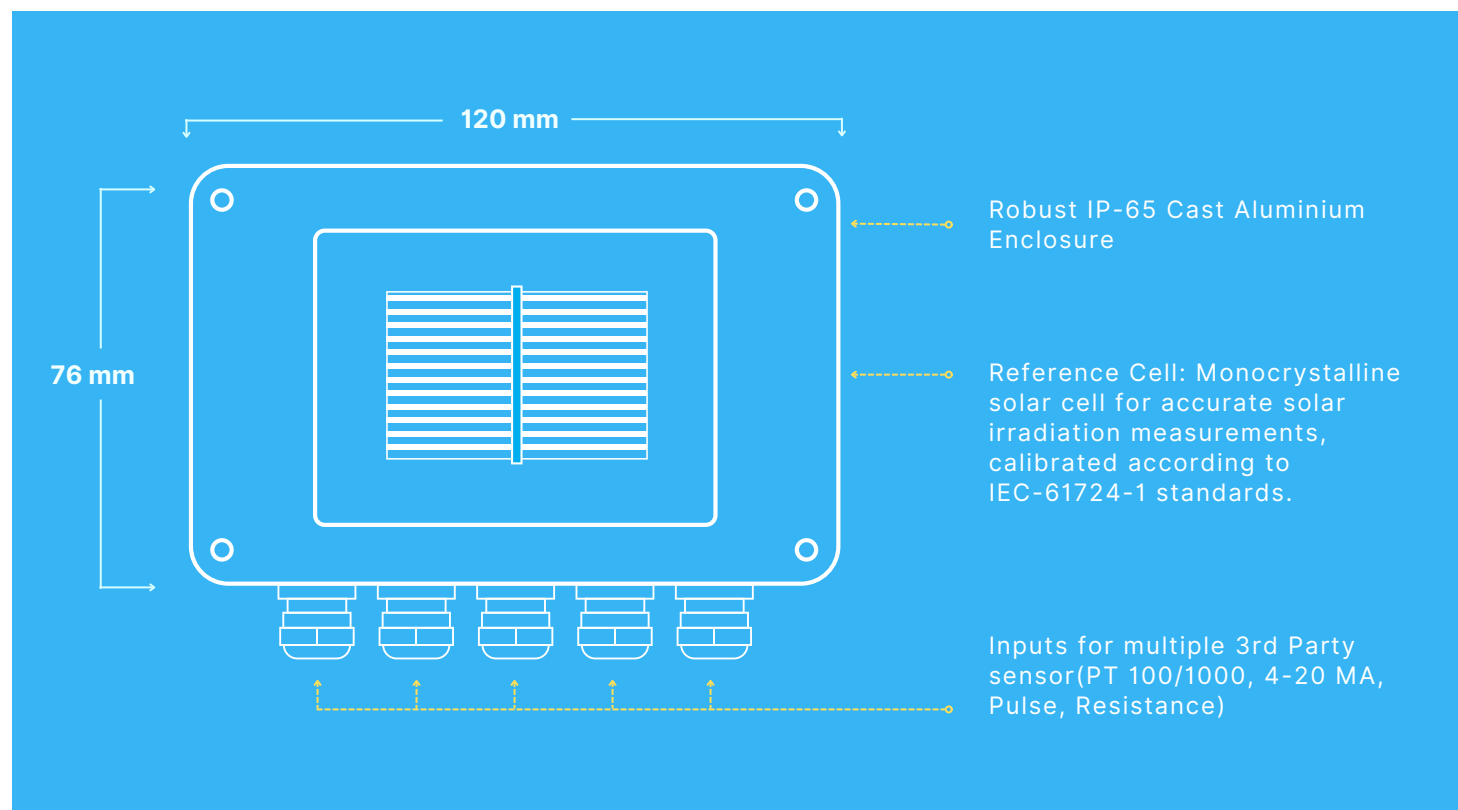 120 mm
Robust IP-65 Cast Aluminium
Enclosure
76 mm
Reference Cell: Monocrystalline
solar cell for accurate solar
irradiation measurements,
calibrated according to
IEC-61724-1 standards.
Inputs for multiple 3rd Party
sensor(PT 100/1000, 4-20 MA,
Pulse, Resistance)